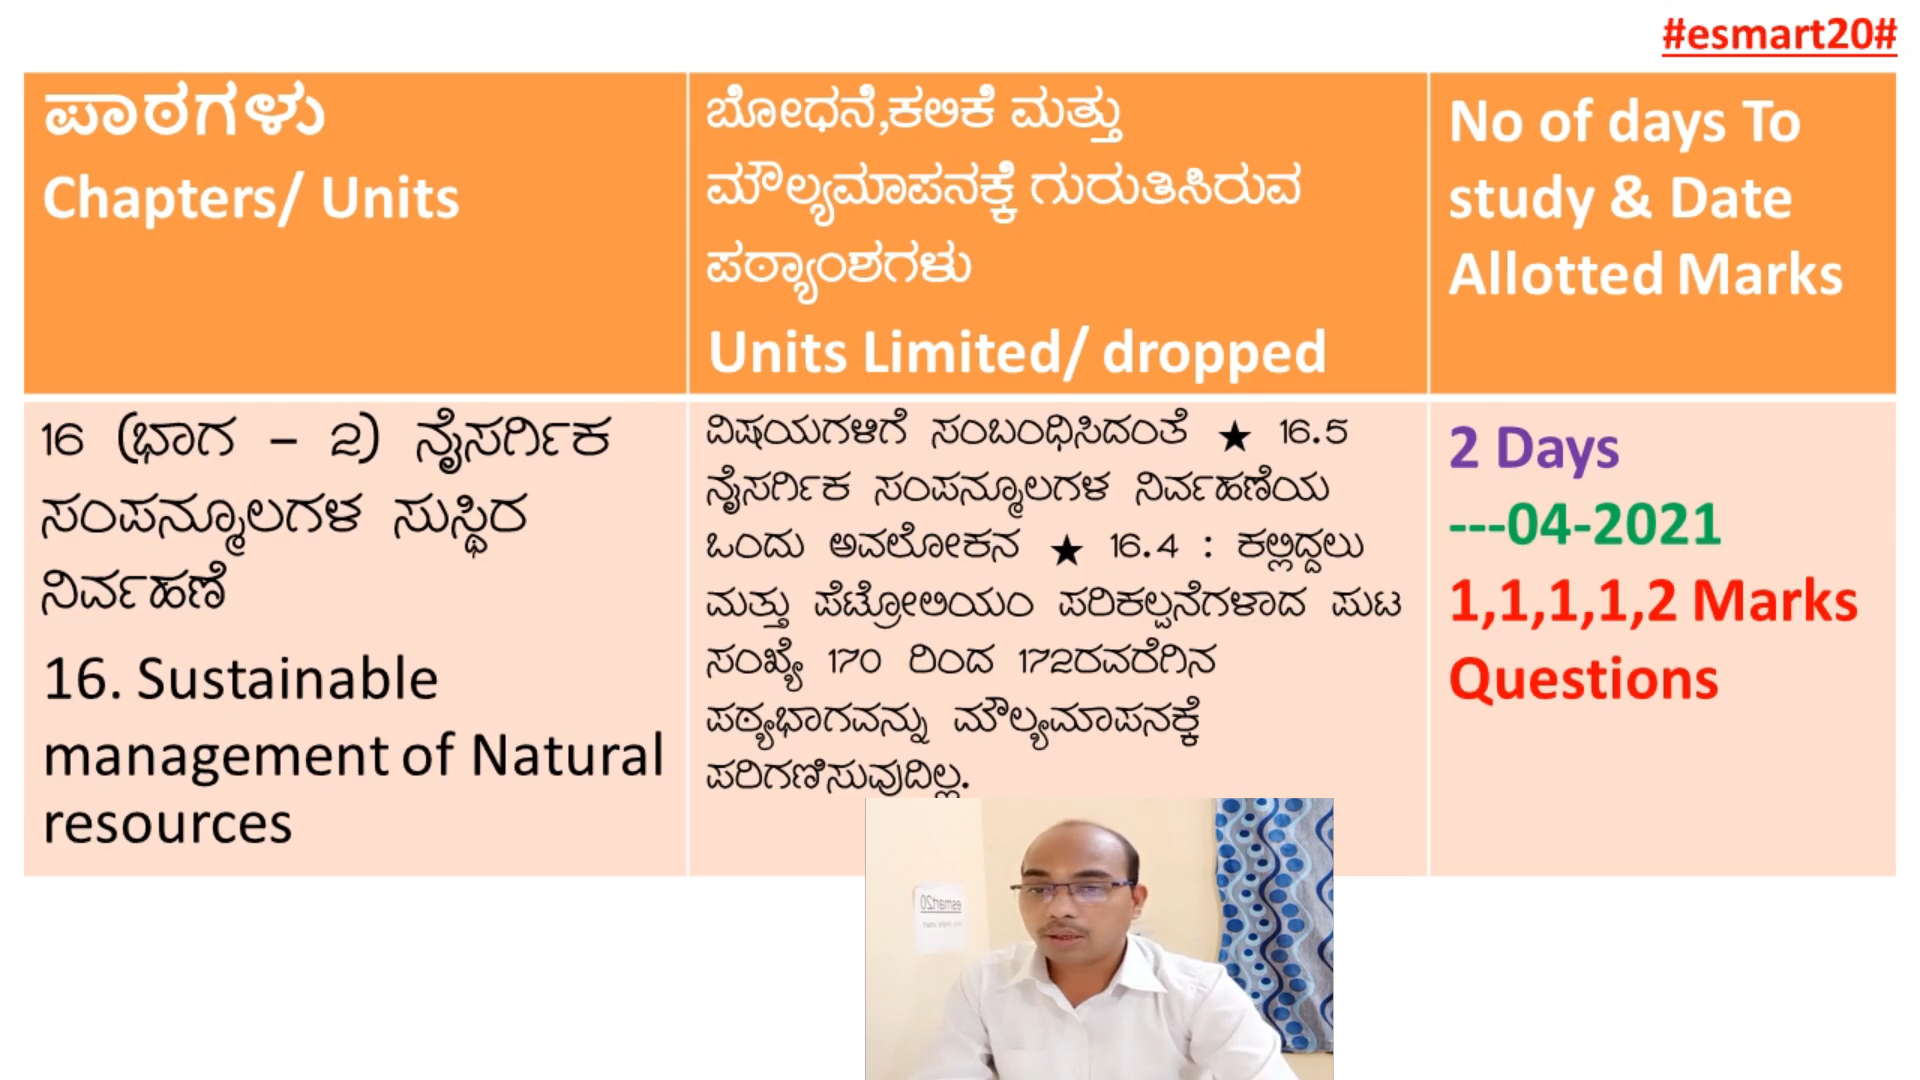 #esmart20#
ಪಾಠಗಳು
Chapters/ Units
ಬೋಧನೆ,ಕಲಿಕೆ ಮತ್ತು
ಮೌಲ್ಯಮಾಪನಕ್ಕೆ ಗುರುತಿಸಿರುವ
ಪಠ್ಯಾಂಶಗಳು
Units Limited/ dropped
No of days To
study & Date
Allotted Marks
16 (ಭಾಗ – 2) ನೈಸರ್ಗಿಕ
ಸಂಪನ್ಮೂಲಗಳ ಸುಸ್ಥಿರ
ನಿರ್ವಹಣೆ
16. Sustainable
management of Natural
resources
ವಿಷಯಗಳಿಗೆ ಸಂಬಂಧಿಸಿದಂತೆ ★ 16.5
ನೈಸರ್ಗಿಕ ಸಂಪನ್ಮೂಲಗಳ ನಿರ್ವಹಣೆಯ
ಒಂದು ಅವಲೋಕನ ★ 16.4 : ಕಲ್ಲಿದ್ದಲು
ಮತ್ತು ಪೆಟ್ರೋಲಿಯಂ ಪರಿಕಲ್ಪನೆಗಳಾದ ಪುಟ
ಸಂಖ್ಯೆ 170 ರಿಂದ 172ರವರೆಗಿನ
ಪಠ್ಯಭಾಗವನ್ನು ಮೌಲ್ಯಮಾಪನಕ್ಕೆ
ಪರಿಗಣಿಸುವುದಿಲ್ಲ.
2 Days
---04-2021
1,1,1,1,2 Marks
Questions
esmart20